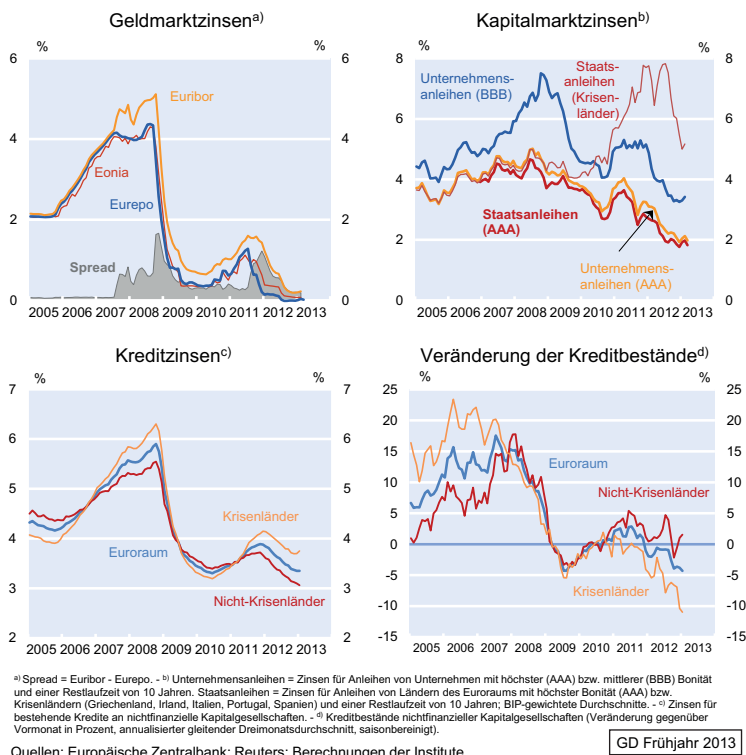 Geldmarktzinsen a)
% %
6 6
4 4
2 2
0 0
Euribor
Eonia
Eurepo
Spread
2005 2006 2007 2008 2009 2010 2011 2012 2013
Kapitalmarktzinsen b)
% %
8 8
6 6
4 4
2 2
0 0
Unternehmens-
anleihen (BBB)
Staats-
anleihen
(Krisen-
länder)
Staatsanleihen
(AAA)
Unternehmens-
anleihen (AAA)
2005 2006 2007 2008 2009 2010 2011 2012 2013
Kreditzinsen c)
% %
7 7
6 6
5 5
4 4
3 3
2 2
Krisenländer
Euroraum
Nicht-Krisenländer
2005 2006 2007 2008 2009 2010 2011 2012 2013
Veränderung der Kreditbestände d)
% %
25 25
20 20
15 15
10 10
5 5
0 0
-5 -5
-10 -10
-15 -15
Euroraum
Nicht-Krisenländer
Krisenländer
2005 2006 2007 2008 2009 2010 2011 2012 2013
a) Spread = Euribor - Eurepo. - b) Unternehmensanleihen = Zinsen für Anleihen von Unternehmen mit höchster (AAA) bzw. mittlerer (BBB) Bonität
und einer Restlaufzeit von 10 Jahren. Staatsanleihen = Zinsen für Anleihen von Ländern des Euroraums mit höchster Bonität (AAA) bzw.
Krisenländern (Griechenland, Irland, Italien, Portugal, Spanien) und einer Restlaufzeit von 10 Jahren; BIP-gewichtete Durchschnitte. - c) Zinsen für
bestehende Kredite an nichtfinanzielle Kapitalgesellschaften. - d) Kreditbestände nichtfinanzieller Kapitalgesellschaften (Veränderung gegenüber
Vormonat in Prozent, annualisierter gleitender Dreimonatsdurchschnitt, saisonbereinigt).
GD Frühjahr 2013
Quellen: Europäische Zentralbank; Reuters; Berechnungen der Institute